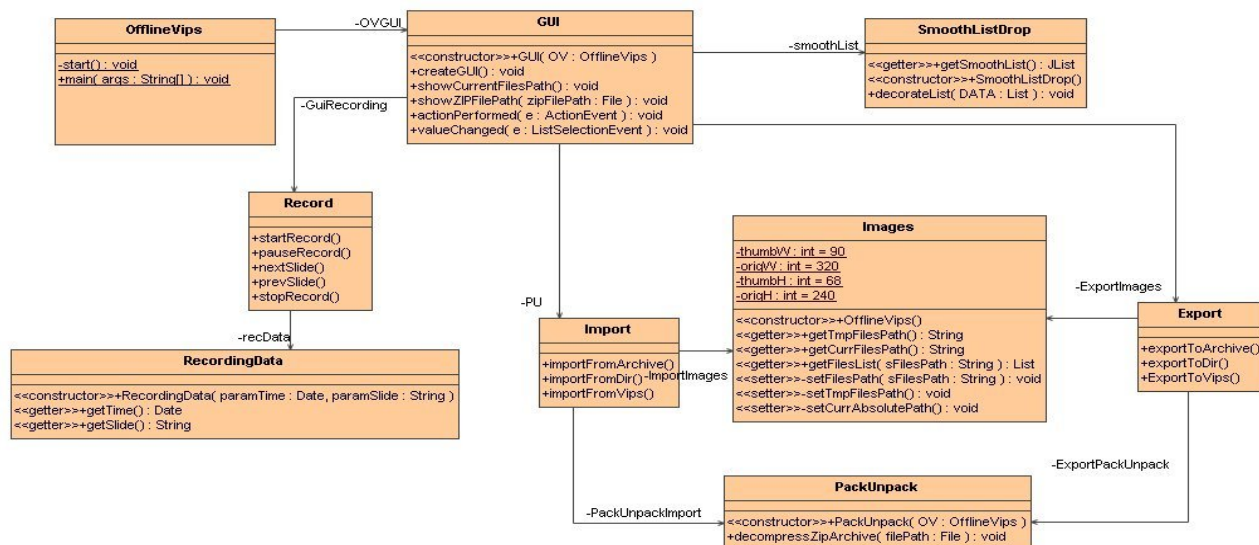 OfflineVips
-start() : void
+main( args : String[] ) : void
-OVGUI
GUI
<<constructor>>+GUI( OV : OfflineVips )
+createGUI() : void
+showCurrentFilesPath() : void
+showZIPFilePath( zipFilePath : File ) : void
+actionPerformed( e : ActionEvent ) : void
+valueChanged( e : ListSelectionEvent ) : void
-smoothList
SmoothListDrop
<<getter>>+getSmoothList() : JList
<<constructor>>+SmoothListDrop()
+decorateList( DATA : List ) : void
-GuiRecording
Record
+startRecord()
+pauseRecord()
+nextSlide()
+prevSlide()
+stopRecord()
-recData
RecordingData
<<constructor>>+RecordingData( paramTime : Date, paramSlide : String )
<<getter>>+getTime() : Date
<<getter>>+getSlide() : String
-PU
Import
+importFromArchive()
+importFromDir()
+importFromVips()
-ImportImages
Images
-thumbW : int = 90
-origW : int = 320
-thumbH : int = 68
-origH : int = 240
<<constructor>>+OfflineVips()
<<getter>>+getTmpFilesPath() : String
<<getter>>+getCurrFilesPath() : String
<<getter>>+getFilesList( sFilesPath : String ) : List
<<setter>>-setFilesPath( sFilesPath : String ) : void
<<setter>>-setTmpFilesPath() : void
<<setter>>-setCurrAbsolutePath() : void
-ExportImages
Export
+exportToArchive()
+exportToDir()
+ExportToVips()
-ExportPackUnpack
-PackUnpackImport
PackUnpack
<<constructor>>+PackUnpack( OV : OfflineVips )
+decompressZipArchive( filePath : File ) : void